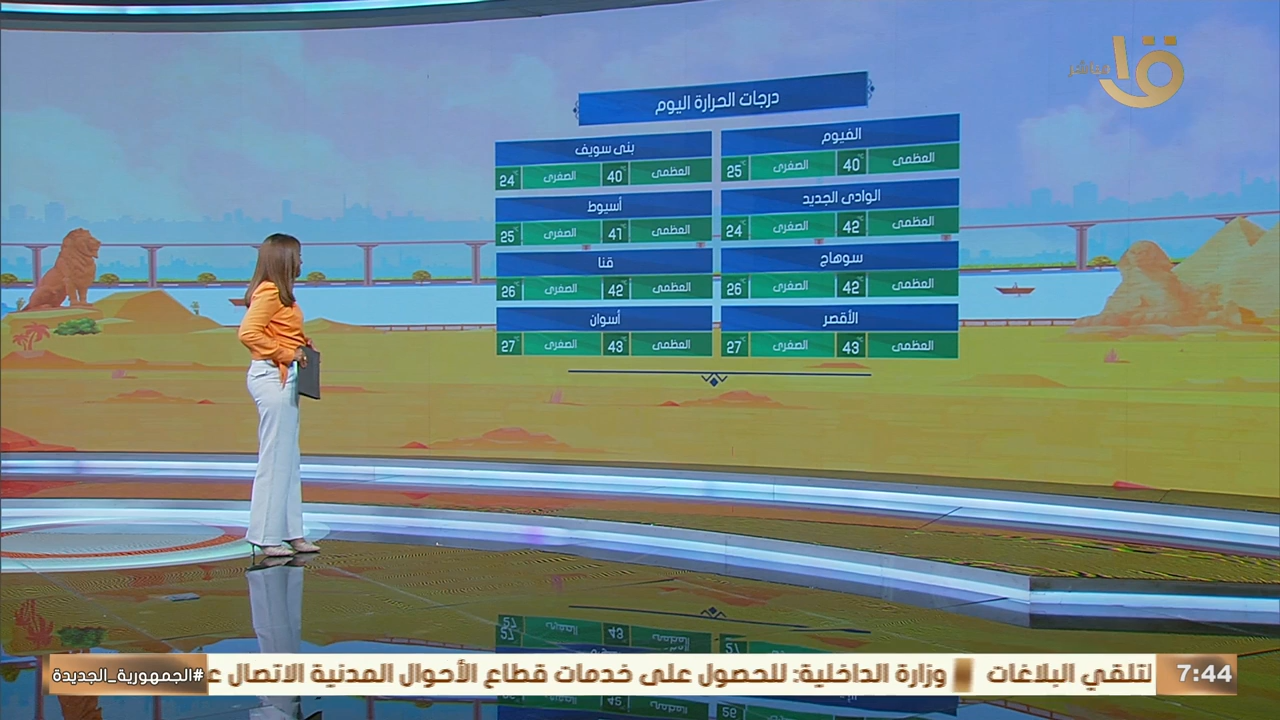 درجات الحرارة اليوم
الفيوم
العظمى 40°C الصغرى 25°C
بنى سويف
العظمى 40°C الصغرى 24°C
الوادى الجديد
العظمى 42°C الصغرى 24°C
أسيوط
العظمى 41°C الصغرى 25°C
سوهاج
العظمى 42°C الصغرى 26°C
قنا
العظمى 42°C الصغرى 26°C
الأقصر
العظمى 43°C الصغرى 27°C
أسوان
العظمى 43°C الصغرى 27°C
7:44 لتلقي البلاغات وزارة الداخلية: للحصول على خدمات قطاع الأحوال المدنية الاتصال ع #الجمهورية_الجديدة